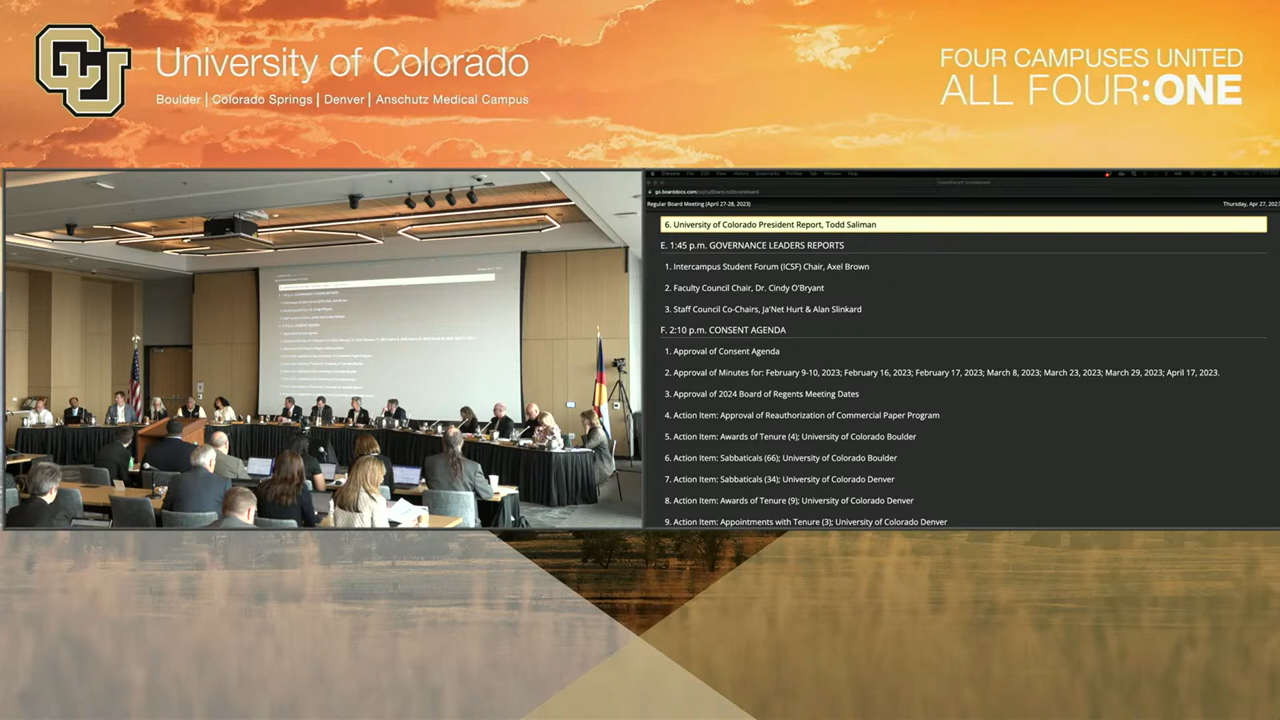 CU
University of Colorado
Boulder | Colorado Springs | Denver | Anschutz Medical Campus
FOUR CAMPUSES UNITED
ALL FOUR:ONE
Regular Board Meeting (April 27-28, 2023)
6. University of Colorado President Report, Todd Saliman
E. 1:45 p.m. GOVERNANCE LEADERS REPORTS
1. Intercampus Student Forum (ICSF) Chair, Axel Brown
2. Faculty Council Chair, Dr. Cindy O'Bryant
3. Staff Council Co-Chairs, Ja'Net Hurt & Alan Slinkard
F. 2:10 p.m. CONSENT AGENDA
1. Approval of Consent Agenda
2. Approval of Minutes for: February 9-10, 2023; February 16, 2023; February 17, 2023; March 8, 2023; March 23, 2023; March 29, 2023; April 17, 2023.
3. Approval of 2024 Board of Regents Meeting Dates
4. Action Item: Approval of Reauthorization of Commercial Paper Program
5. Action Item: Awards of Tenure (4); University of Colorado Boulder
6. Action Item: Sabbaticals (66); University of Colorado Boulder
7. Action Item: Sabbaticals (34); University of Colorado Denver
8. Action Item: Awards of Tenure (9); University of Colorado Denver
9. Action Item: Appointments with Tenure (3); University of Colorado Denver
Thursday, Apr 27, 202